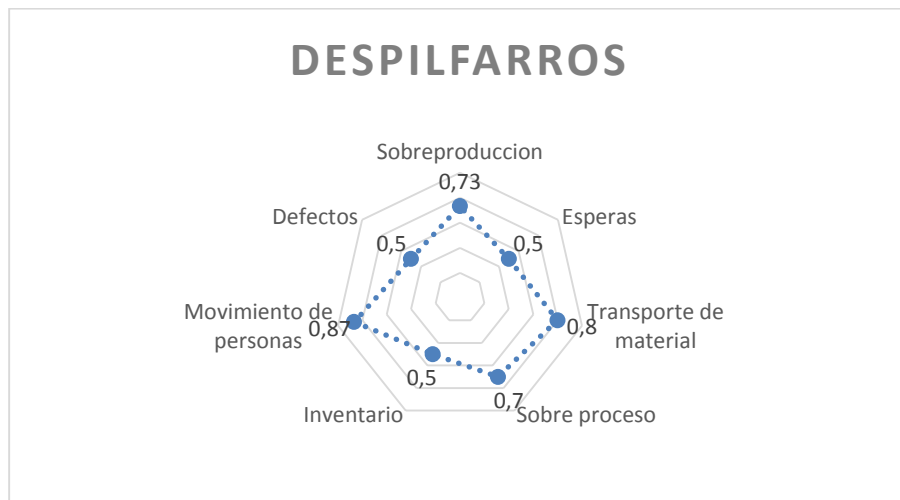 DESPILFARROS
Sobreproduccion
0,73
Defectos
Esperas
0,5
0,5
Movimiento de
personas
0,87
Transporte de
material
0,8
Inventario
0,5
Sobre proceso
0,7